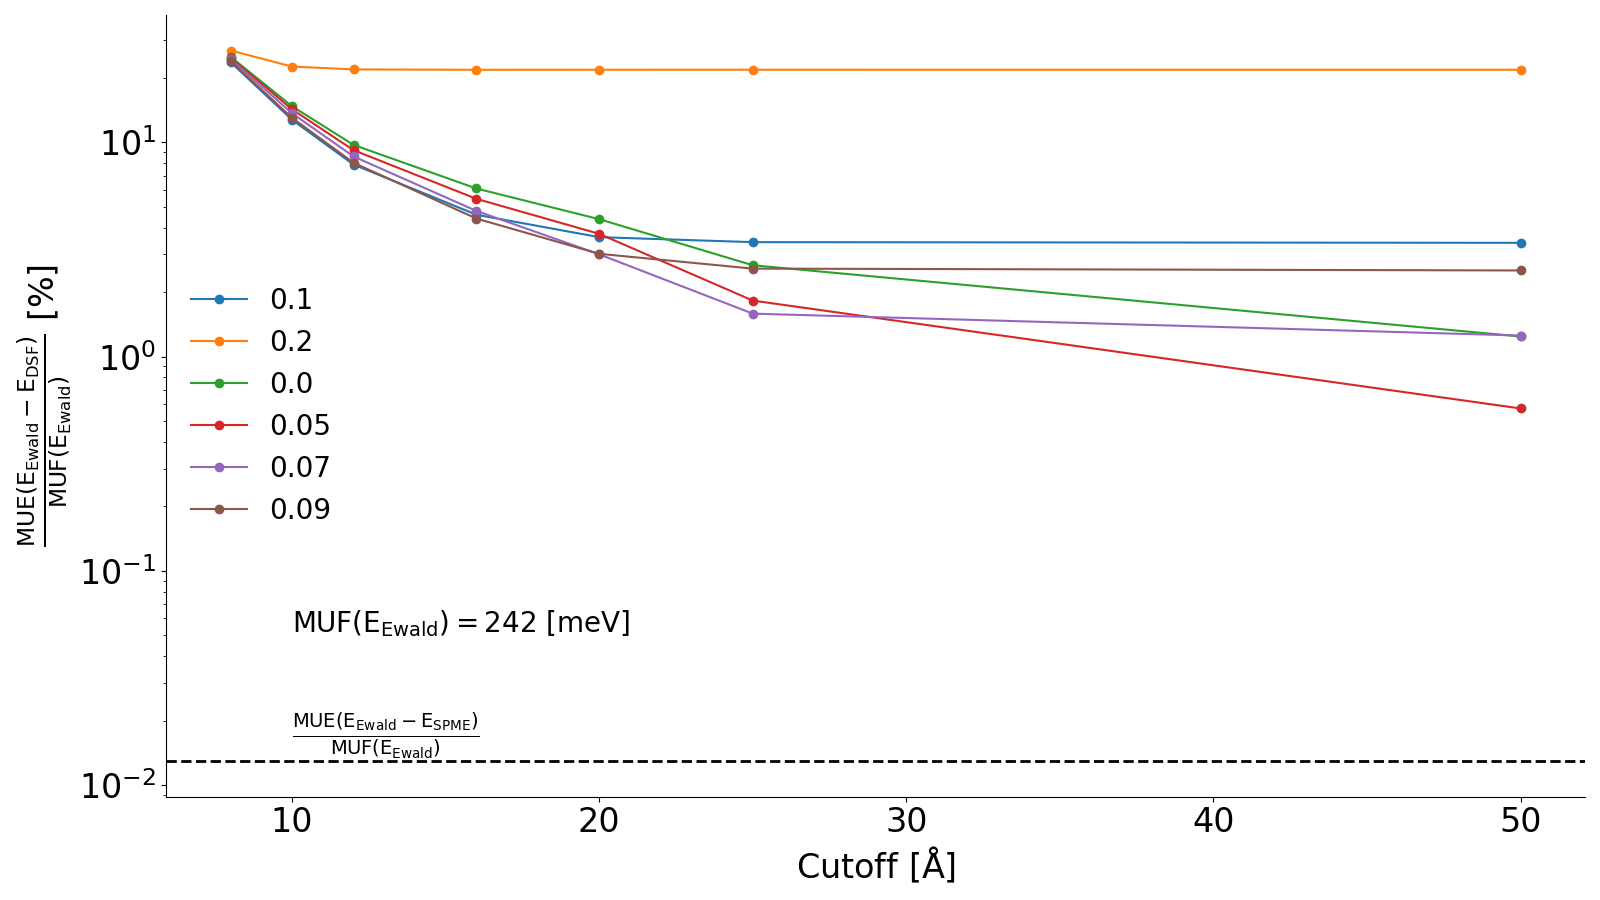 MUE(E_Ewald − E_DSF)
MUF(E_Ewald)
[%]
10^1
10^0
10^−1
10^−2
0.1
0.2
0.0
0.05
0.07
0.09
MUF(E_Ewald) = 242 [meV]
MUE(E_Ewald − E_SPME)
MUF(E_Ewald)
10 20 30 40 50
Cutoff [Å]